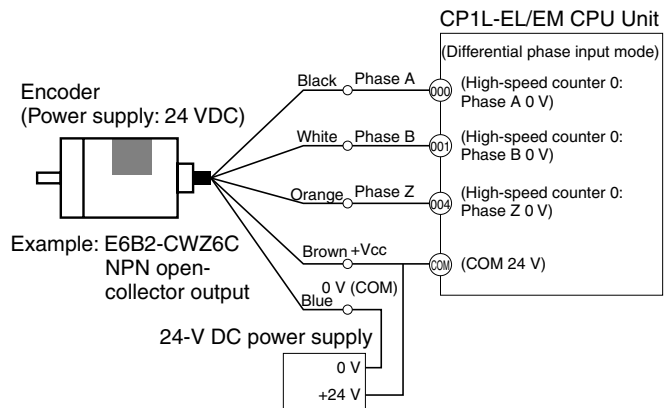 CP1L-EL/EM CPU Unit
(Differential phase input mode)
Encoder
(Power supply: 24 VDC)
Black Phase A 000 (High-speed counter 0:
Phase A 0 V)
White Phase B 001 (High-speed counter 0:
Phase B 0 V)
Orange Phase Z 004 (High-speed counter 0:
Phase Z 0 V)
Example: E6B2-CWZ6C
NPN open-
collector output
Brown +Vcc COM (COM 24 V)
0 V (COM)
Blue
24-V DC power supply
0 V
+24 V